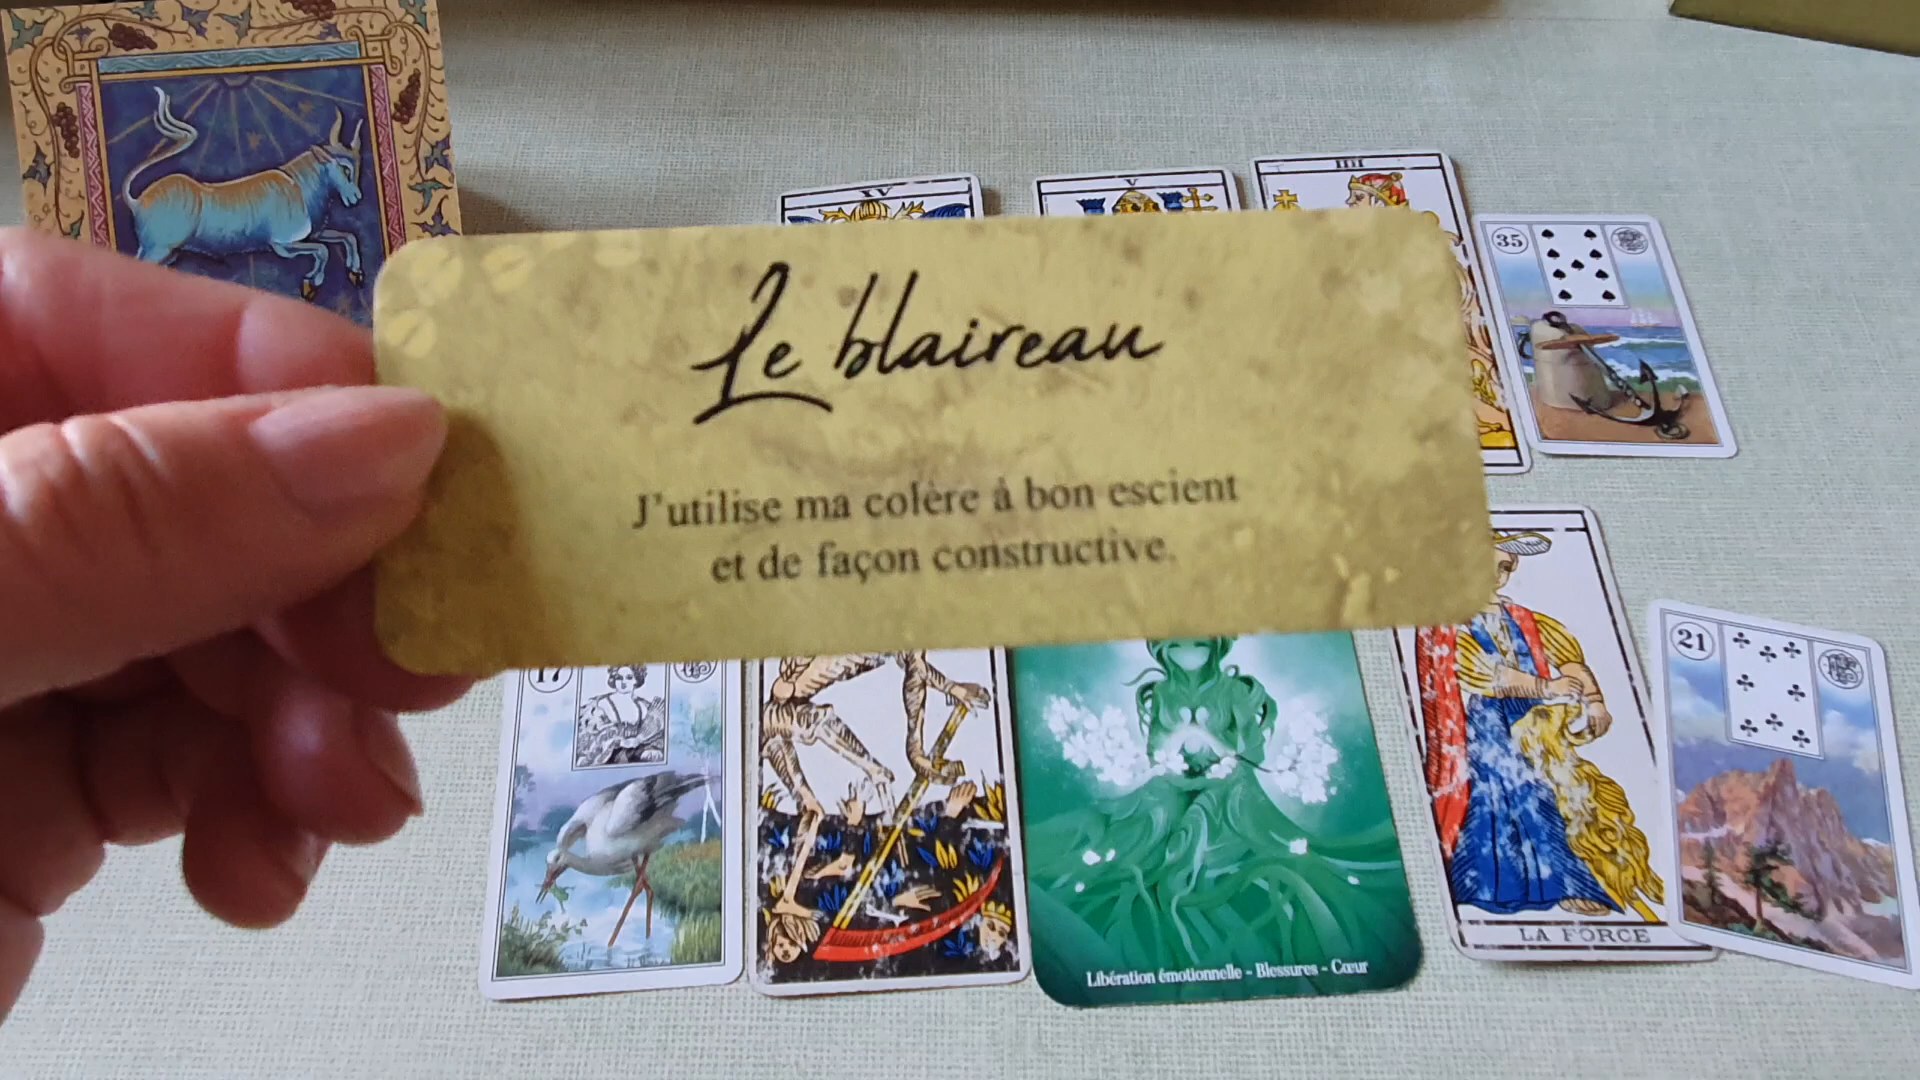 XV
V
IIII
35
Le blaireau
J'utilise ma colère à bon escient
et de façon constructive.
17
21
LA FORCE
Libération émotionnelle - Blessures - Cœur